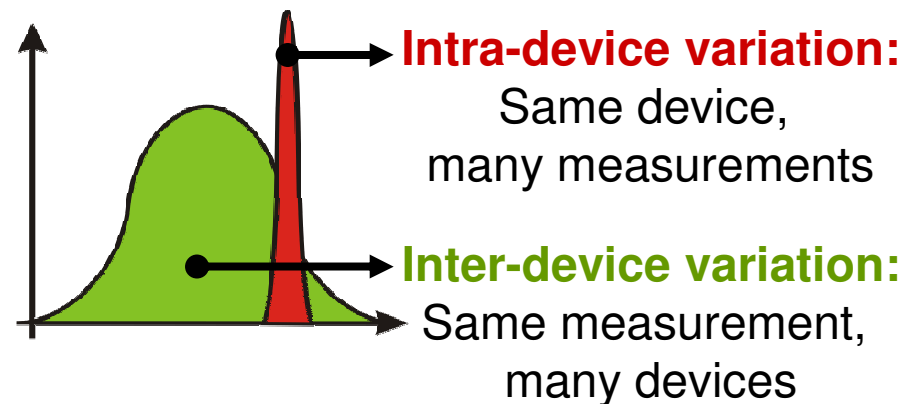 Intra-device variation:
Same device,
many measurements
Inter-device variation:
Same measurement,
many devices